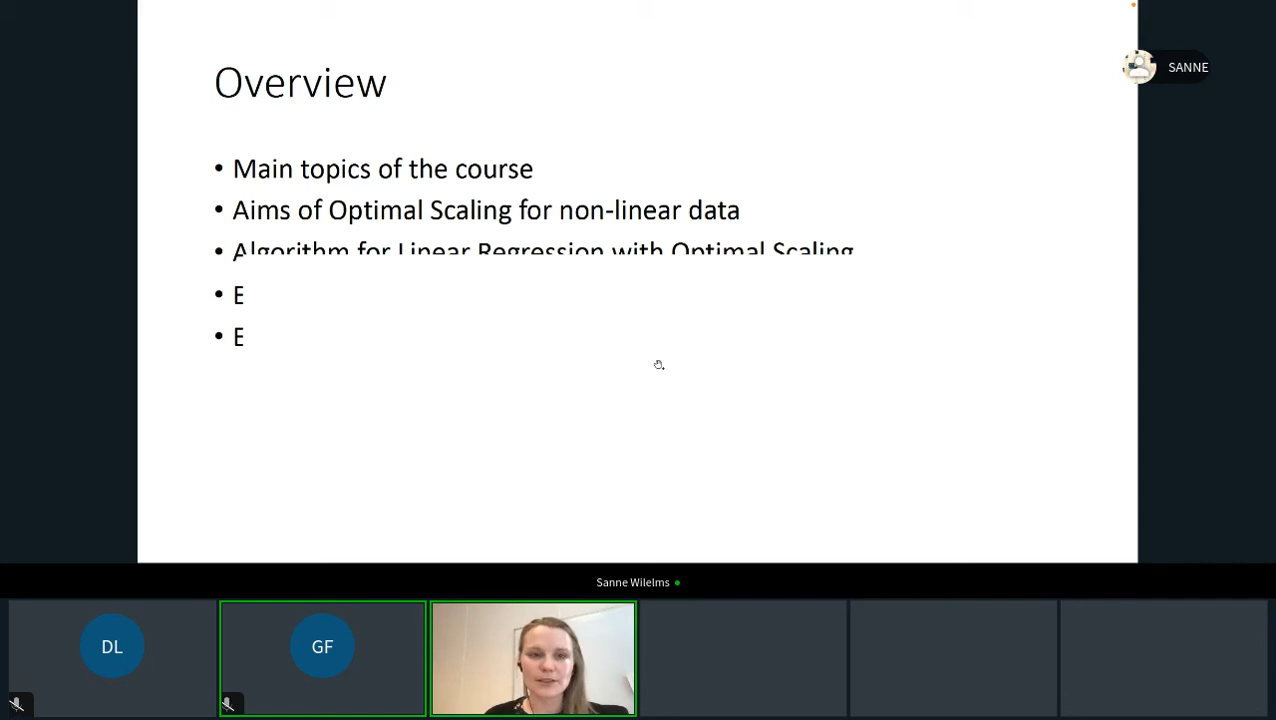 Overview
SANNE
• Main topics of the course
• Aims of Optimal Scaling for non-linear data
• Algorithm for Linear Regression with Optimal Scaling
• E
• E
Sanne Wilelms
DL
GF